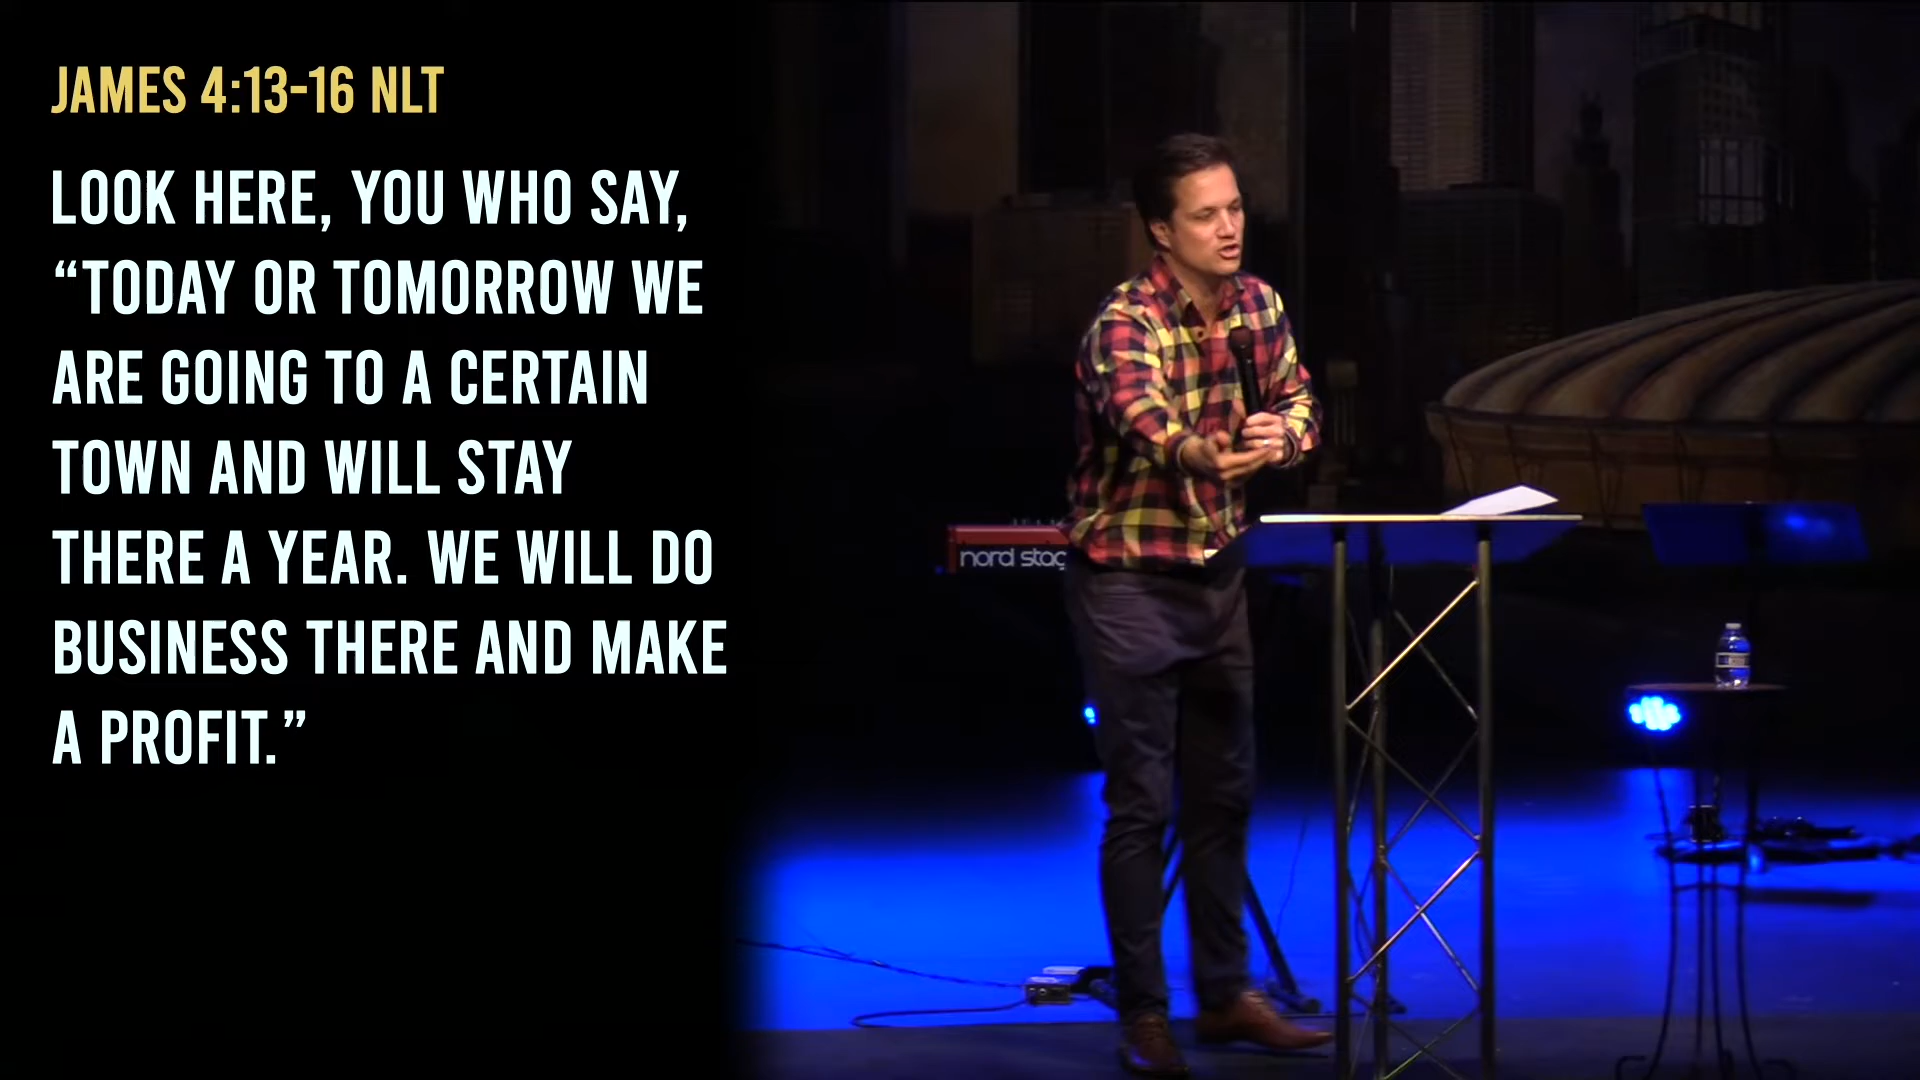 JAMES 4:13-16 NLT
LOOK HERE, YOU WHO SAY,
“TODAY OR TOMORROW WE
ARE GOING TO A CERTAIN
TOWN AND WILL STAY
THERE A YEAR. WE WILL DO
BUSINESS THERE AND MAKE
A PROFIT.”
nord stag